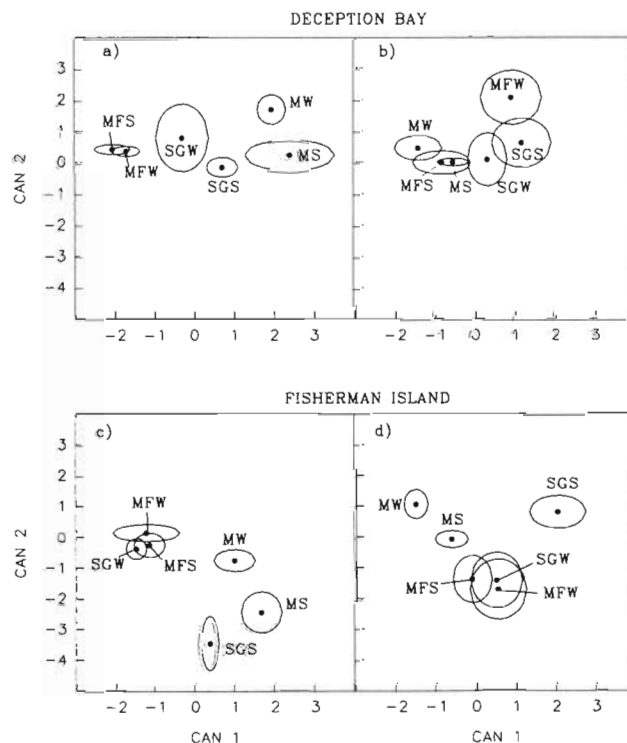 DECEPTION BAY
a)
b)
3
2
1
0
-1
-2
-3
-4
CAN 2
MFS
MFW
SGW
SGS
MW
MS
MFW
MW
SGS
MFS
MS
SGW
-2 -1 0 1 2 3
-2 -1 0 1 2 3
FISHERMAN ISLAND
c)
d)
3
2
1
0
-1
-2
-3
-4
CAN 2
MFW
SGW
MFS
MW
MS
SGS
MW
MS
SGS
MFS
SGW
MFW
-2 -1 0 1 2 3
-2 -1 0 1 2 3
CAN 1
CAN 1